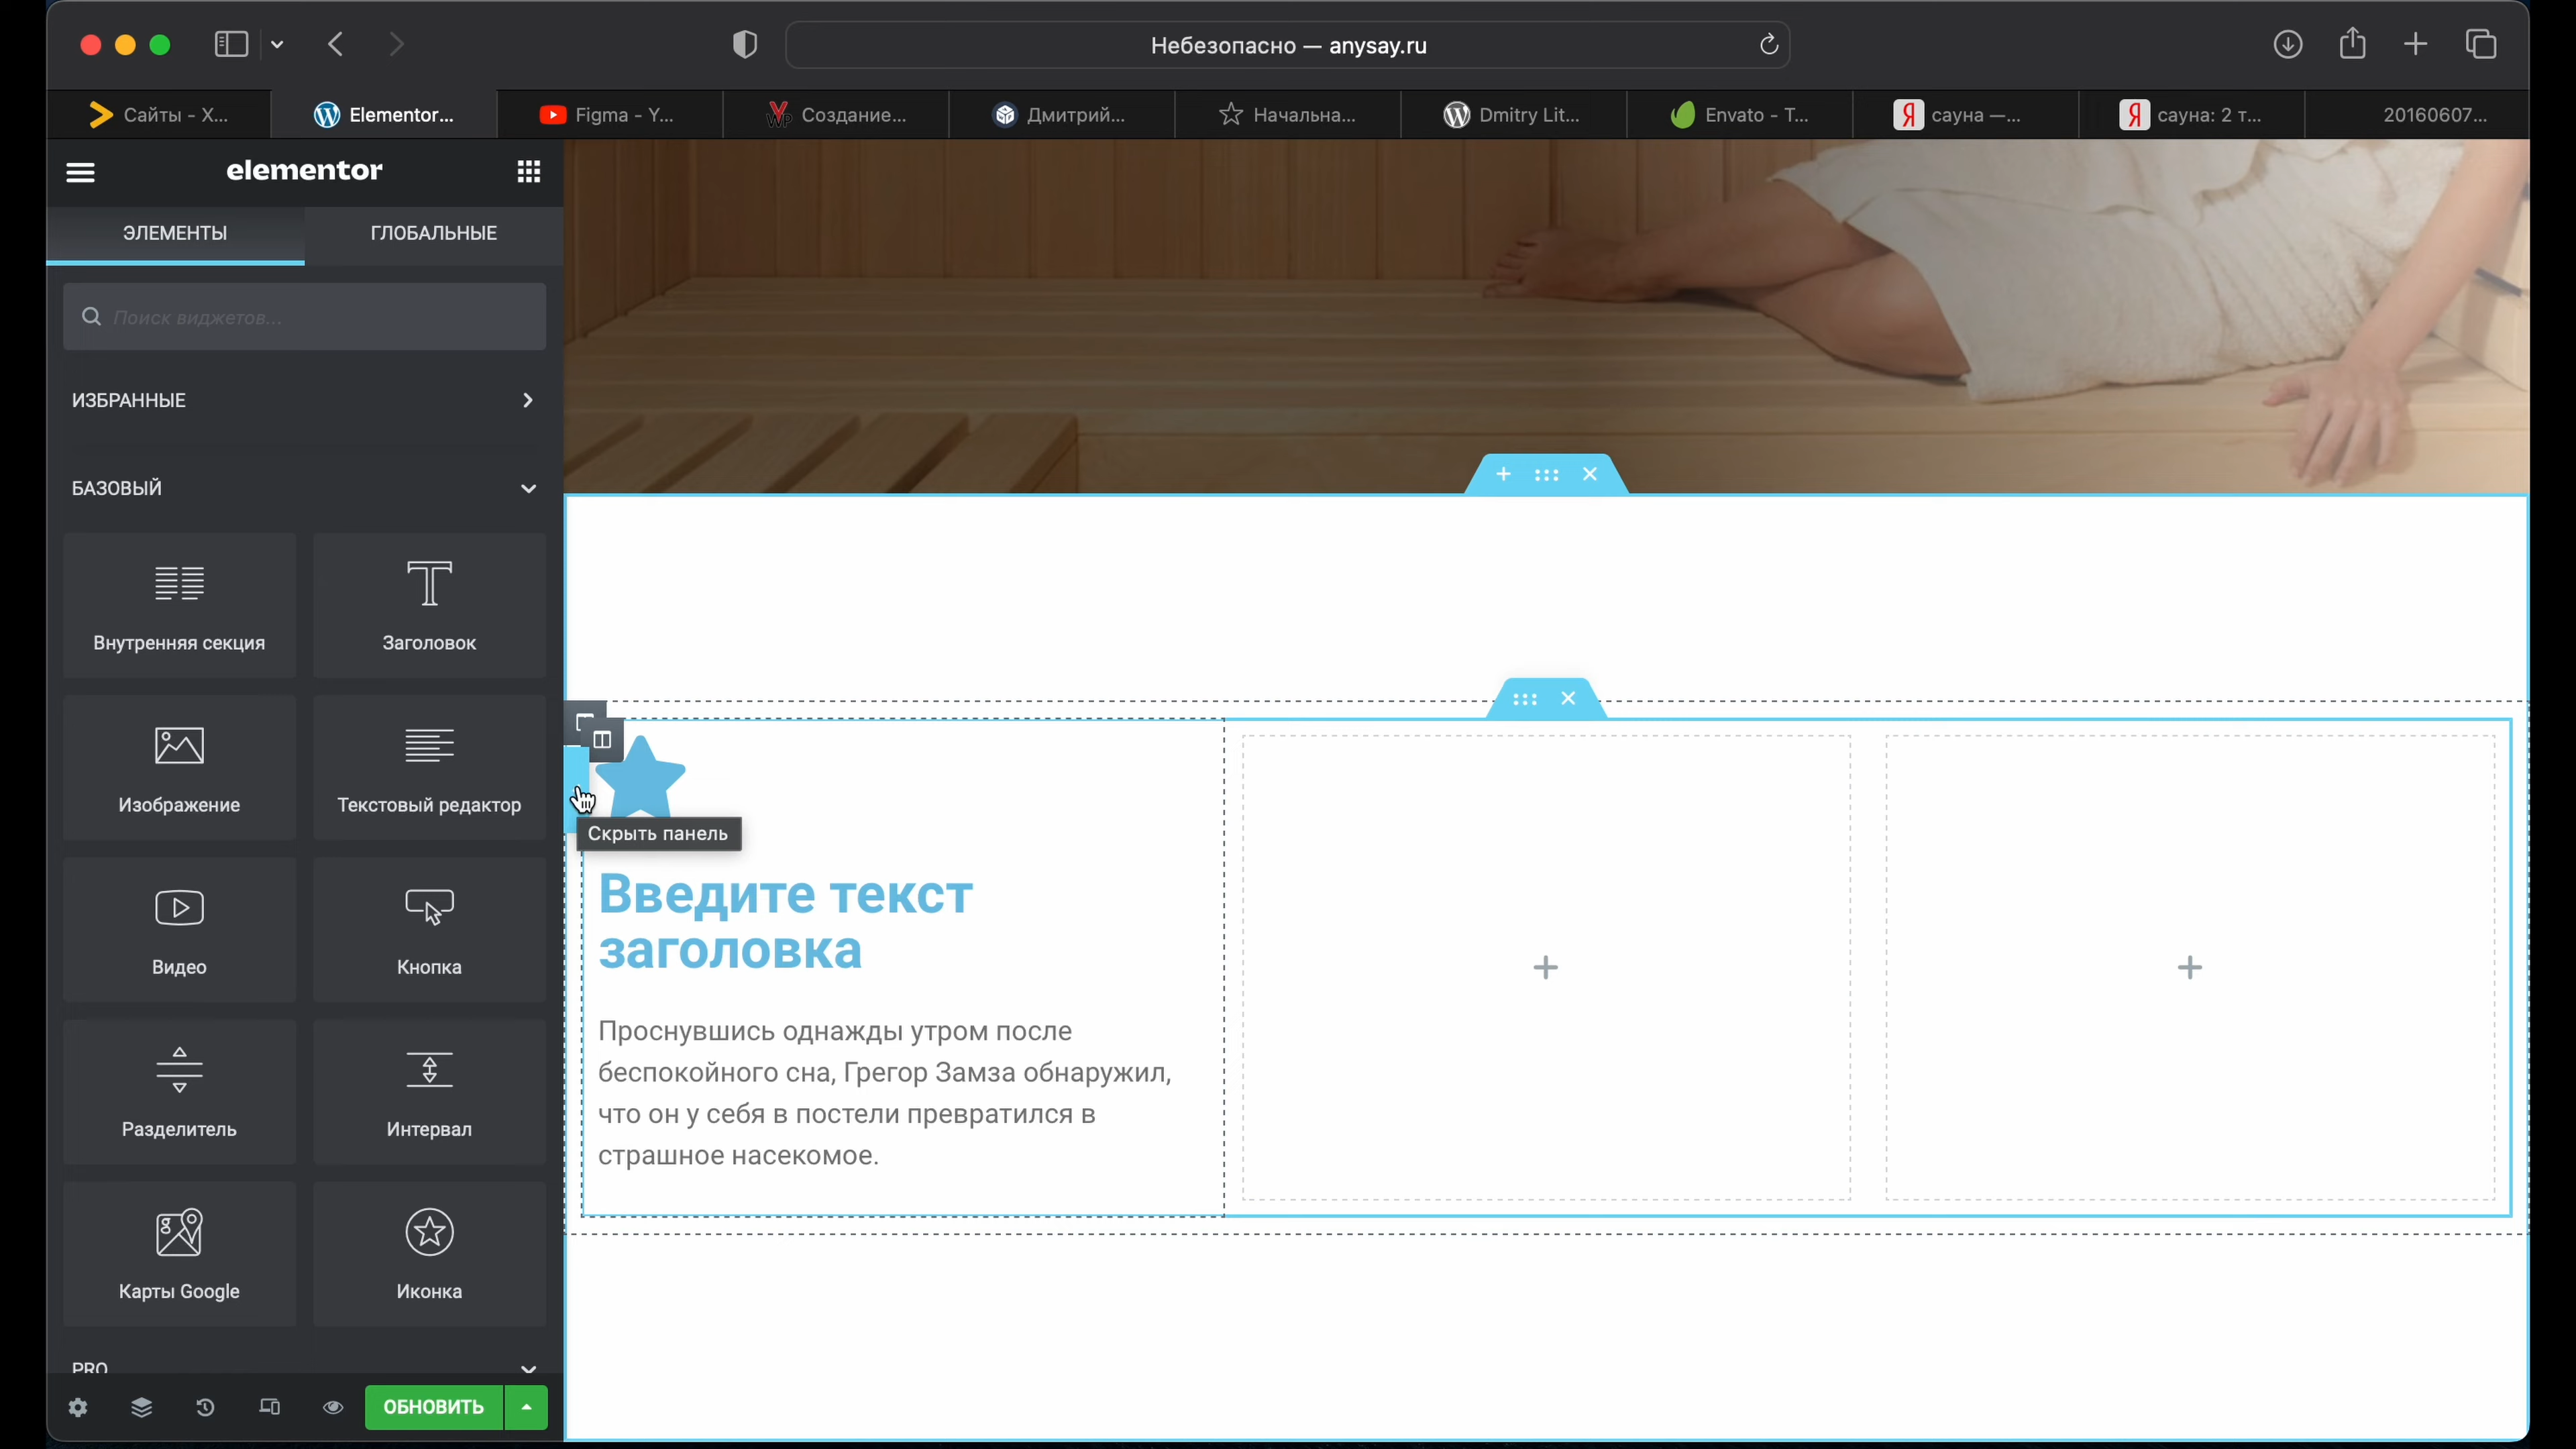 Небезопасно — anysay.ru
Сайты - X...
Elementor...
Figma - Y...
Создание...
Дмитрий...
Начальна...
Dmitry Lit...
Envato - T...
сауна —...
сауна: 2 т...
20160607...
elementor
ЭЛЕМЕНТЫ
ГЛОБАЛЬНЫЕ
Поиск виджетов...
ИЗБРАННЫЕ
БАЗОВЫЙ
Внутренняя секция
Заголовок
Изображение
Текстовый редактор
Видео
Кнопка
Разделитель
Интервал
Карты Google
Иконка
PRO
ОБНОВИТЬ
Скрыть панель
Введите текст
заголовка
Проснувшись однажды утром после
беспокойного сна, Грегор Замза обнаружил,
что он у себя в постели превратился в
страшное насекомое.